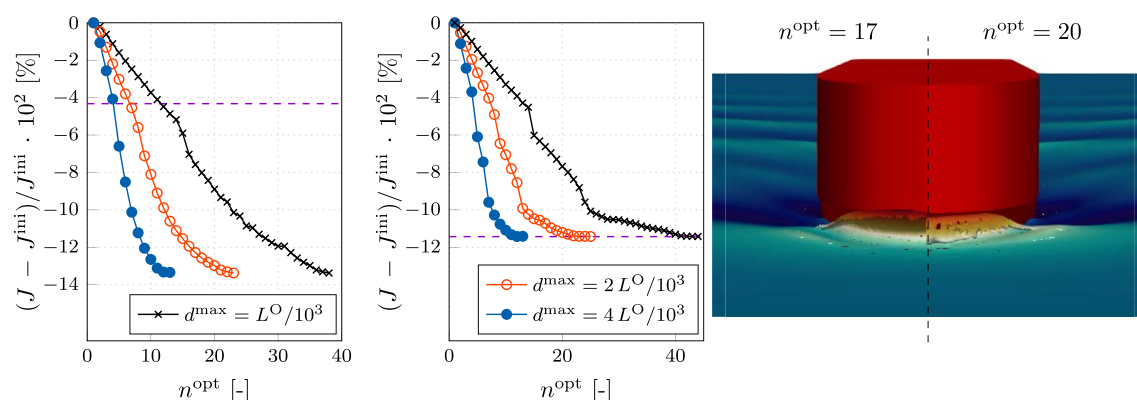 0
−2
−4
−6
−8
−10
−12
−14
0 10 20 30 40
(J − J^ini)/J^ini · 10^2 [%]
n^opt [-]
d^max = L^O/10^3
0
−2
−4
−6
−8
−10
−12
−14
0 20 40
(J − J^ini)/J^ini · 10^2 [%]
n^opt [-]
d^max = 2 L^O/10^3
d^max = 4 L^O/10^3
n^opt = 17 n^opt = 20